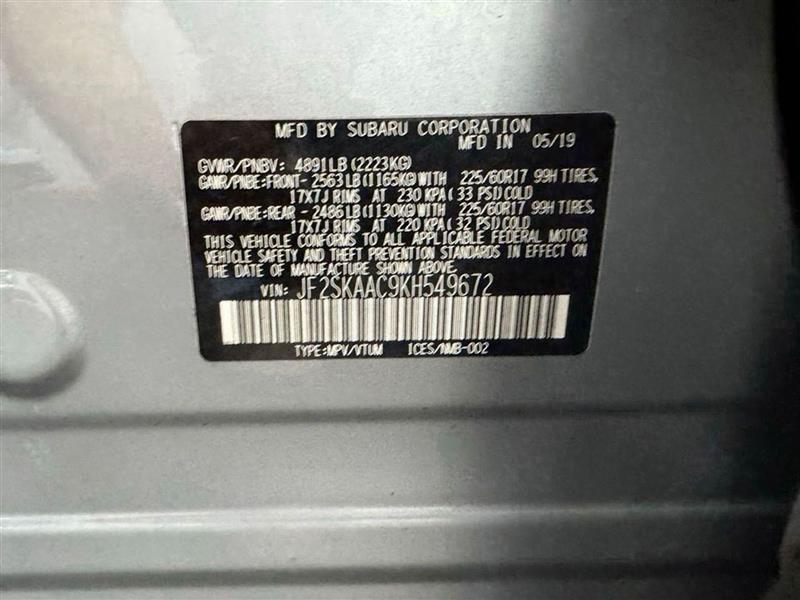 MFD BY SUBARU CORPORATION
MFD IN 05/19
GVWR/PNBV: 4891LB(2223KG)
GAWR/PNBE:FRONT-2563LB(1165KG)WITH 225/60R17 99H TIRES,
17X7J RIMS AT 230 KPA(33 PSI)COLD
GAWR/PNBE:REAR -2486LB(1130KG)WITH 225/60R17 99H TIRES,
17X7J RIMS AT 220 KPA(32 PSI)COLD
THIS VEHICLE CONFORMS TO ALL APPLICABLE FEDERAL MOTOR
VEHICLE SAFETY AND THEFT PREVENTION STANDARDS IN EFFECT ON THE
DATE OF MANUFACTURE SHOWN ABOVE.
VIN: JF2SKAAC9KH549672
TYPE:MPV/VTUM ICES/NMB-002